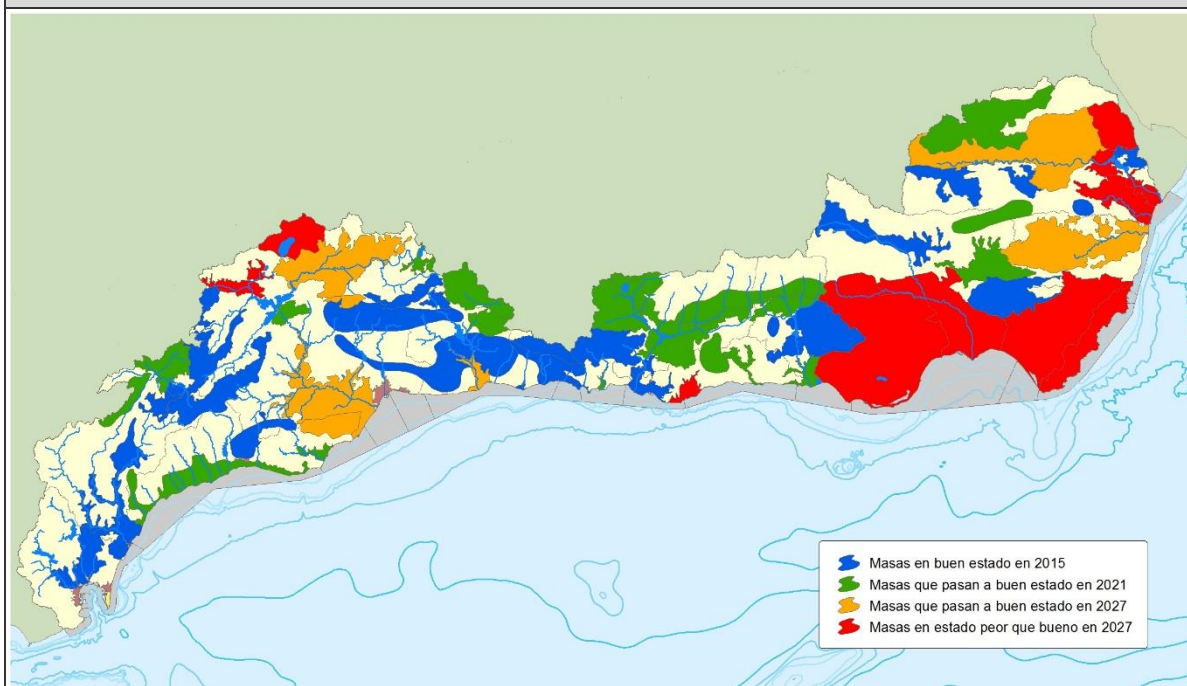 Masas en buen estado en 2015
Masas que pasan a buen estado en 2021
Masas que pasan a buen estado en 2027
Masas en estado peor que bueno en 2027